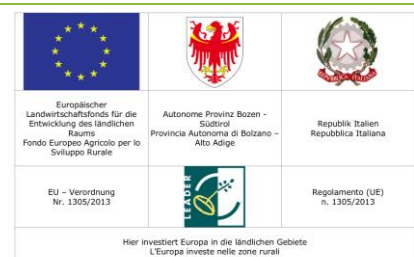 REPVBBLICA ITALIANA
Europäischer
Landwirtschaftsfonds für die
Entwicklung des ländlichen
Raums
Fondo Europeo Agricolo per lo
Sviluppo Rurale
Autonome Provinz Bozen -
Südtirol
Provincia Autonoma di Bolzano –
Alto Adige
Republik Italien
Repubblica Italiana
EU – Verordnung
Nr. 1305/2013
LEADER
Regolamento (UE)
n. 1305/2013
Hier investiert Europa in die ländlichen Gebiete
L'Europa investe nelle zone rurali